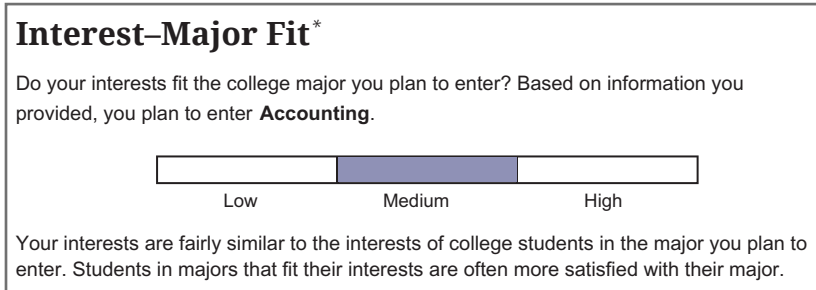 Interest–Major Fit*
Do your interests fit the college major you plan to enter? Based on information you
provided, you plan to enter Accounting.
Low Medium High
Your interests are fairly similar to the interests of college students in the major you plan to
enter. Students in majors that fit their interests are often more satisfied with their major.